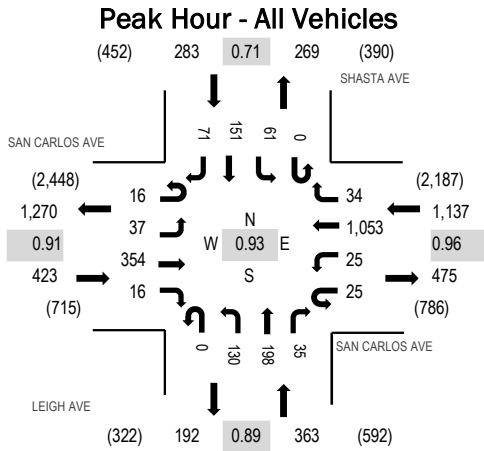 Peak Hour - All Vehicles
(452) 283 0.71 269 (390)
SHASTA AVE
SAN CARLOS AVE
71 151 61 0
(2,448) (2,187)
16 34
1,270 1,137
37 N 1,053
0.91 W 0.93 E 0.96
354 S 25
423 475
16 25
(715) (786)
0 130 198 35
SAN CARLOS AVE
LEIGH AVE
(322) 192 0.89 363 (592)